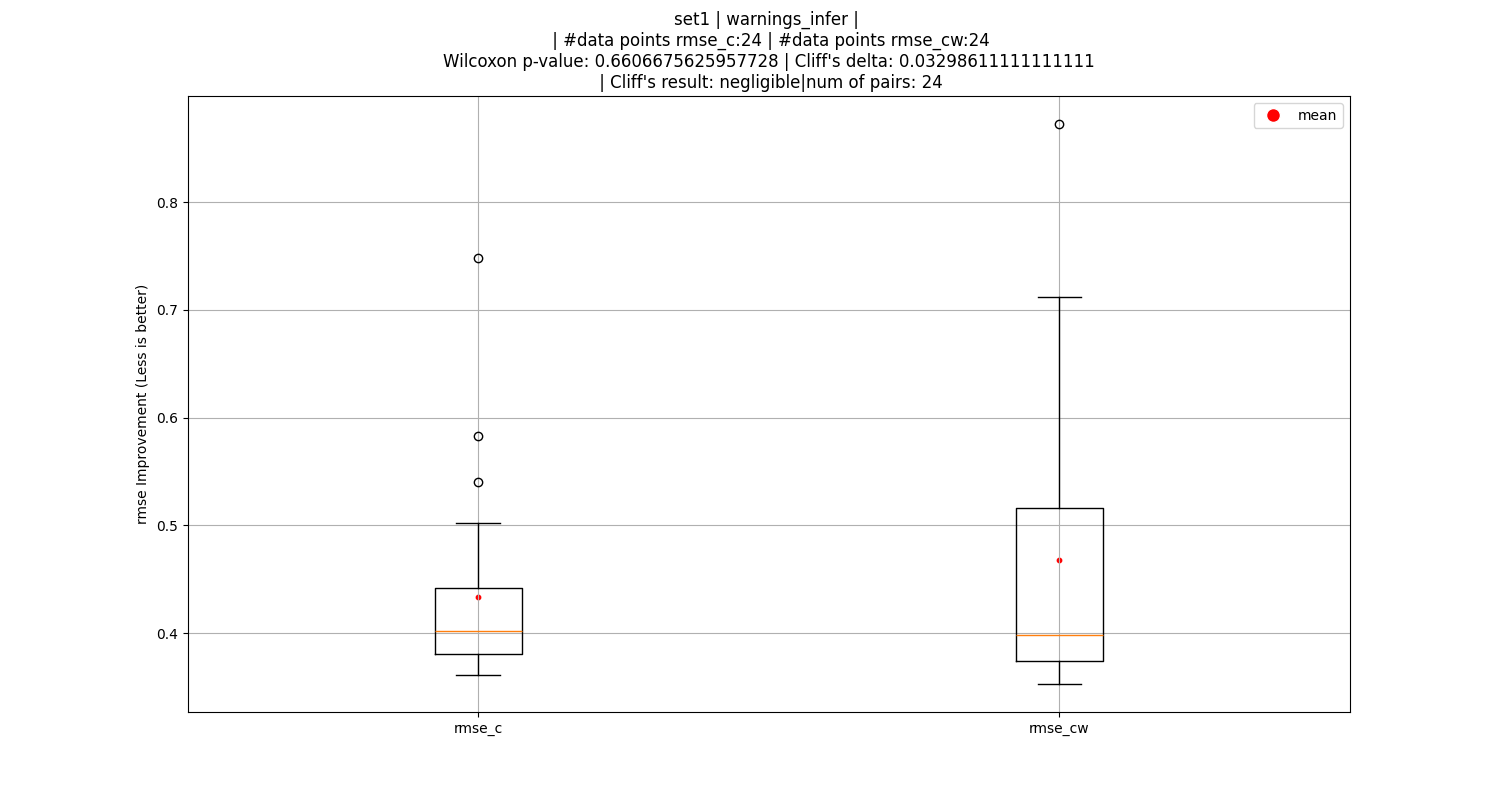 set1 | warnings_infer |
| #data points rmse_c:24 | #data points rmse_cw:24
Wilcoxon p-value: 0.6606675625957728 | Cliff's delta: 0.03298611111111111
| Cliff's result: negligible|num of pairs: 24
mean
rmse Improvement (Less is better)
0.8
0.7
0.6
0.5
0.4
rmse_c
rmse_cw